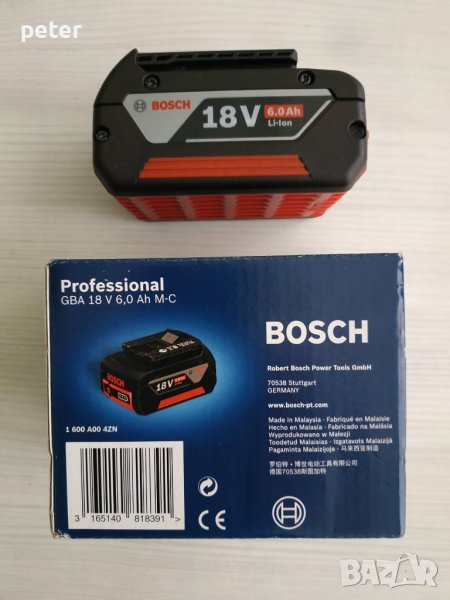 peter
BOSCH
18V
6.0 Ah
Li-Ion
Professional
GBA 18 V 6,0 Ah M-C
BOSCH
BOSCH
18V
1 600 A00 4ZN
3 165140 818391 >
CE
Robert Bosch Power Tools GmbH
70538 Stuttgart
GERMANY
www.bosch-pt.com
Made in Malaysia - Fabriqué en Malaisie
Hecho en Malasia - Fabricado na Malásia
Wyprodukowano w Malezji
Toodetud Malaisias - Izgatavots Malaizijā
Pagaminta Malaizijoje - 马来西亚制造
罗伯特·博世电动工具有限公司
德国70538斯图加特
BAZAR